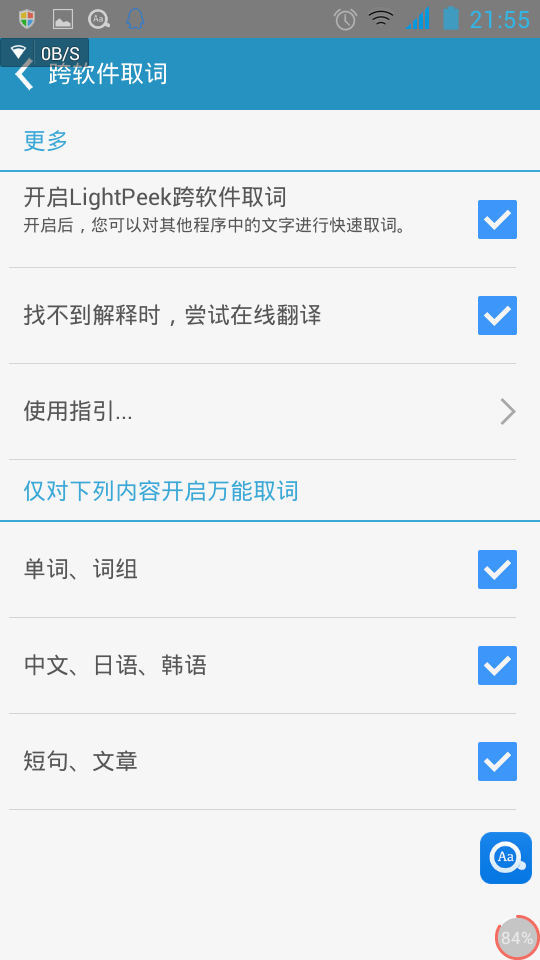 Aa
21:55
0B/S
跨软件取词
更多
开启LightPeek跨软件取词
开启后，您可以对其他程序中的文字进行快速取词。
找不到解释时，尝试在线翻译
使用指引...
仅对下列内容开启万能取词
单词、词组
中文、日语、韩语
短句、文章
Aa
84%